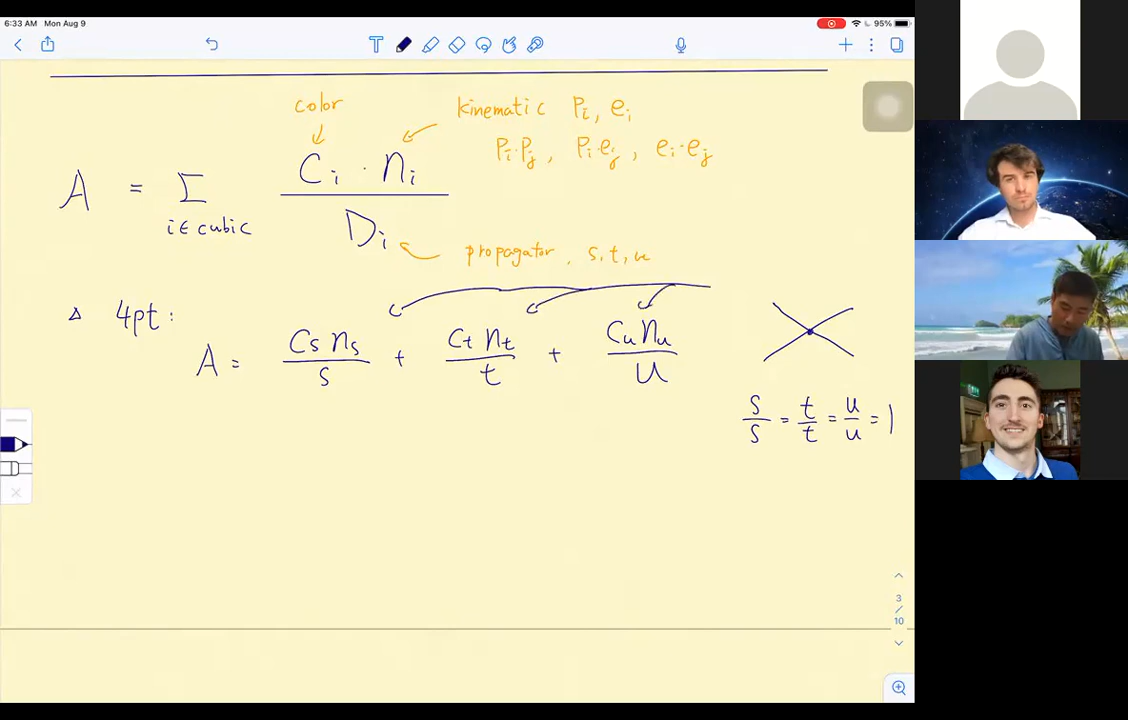 6:33 AM Mon Aug 9
95%
color
kinematic Pi, ei
Pi·Pj, Pi·ej, ei·ej
A = Σ i∈cubic Ci · ni / Di
propagator, s, t, u
Δ 4pt:
A = Cs ns / s + Ct nt / t + Cu nu / u
s/s = t/t = u/u = 1
3 / 10